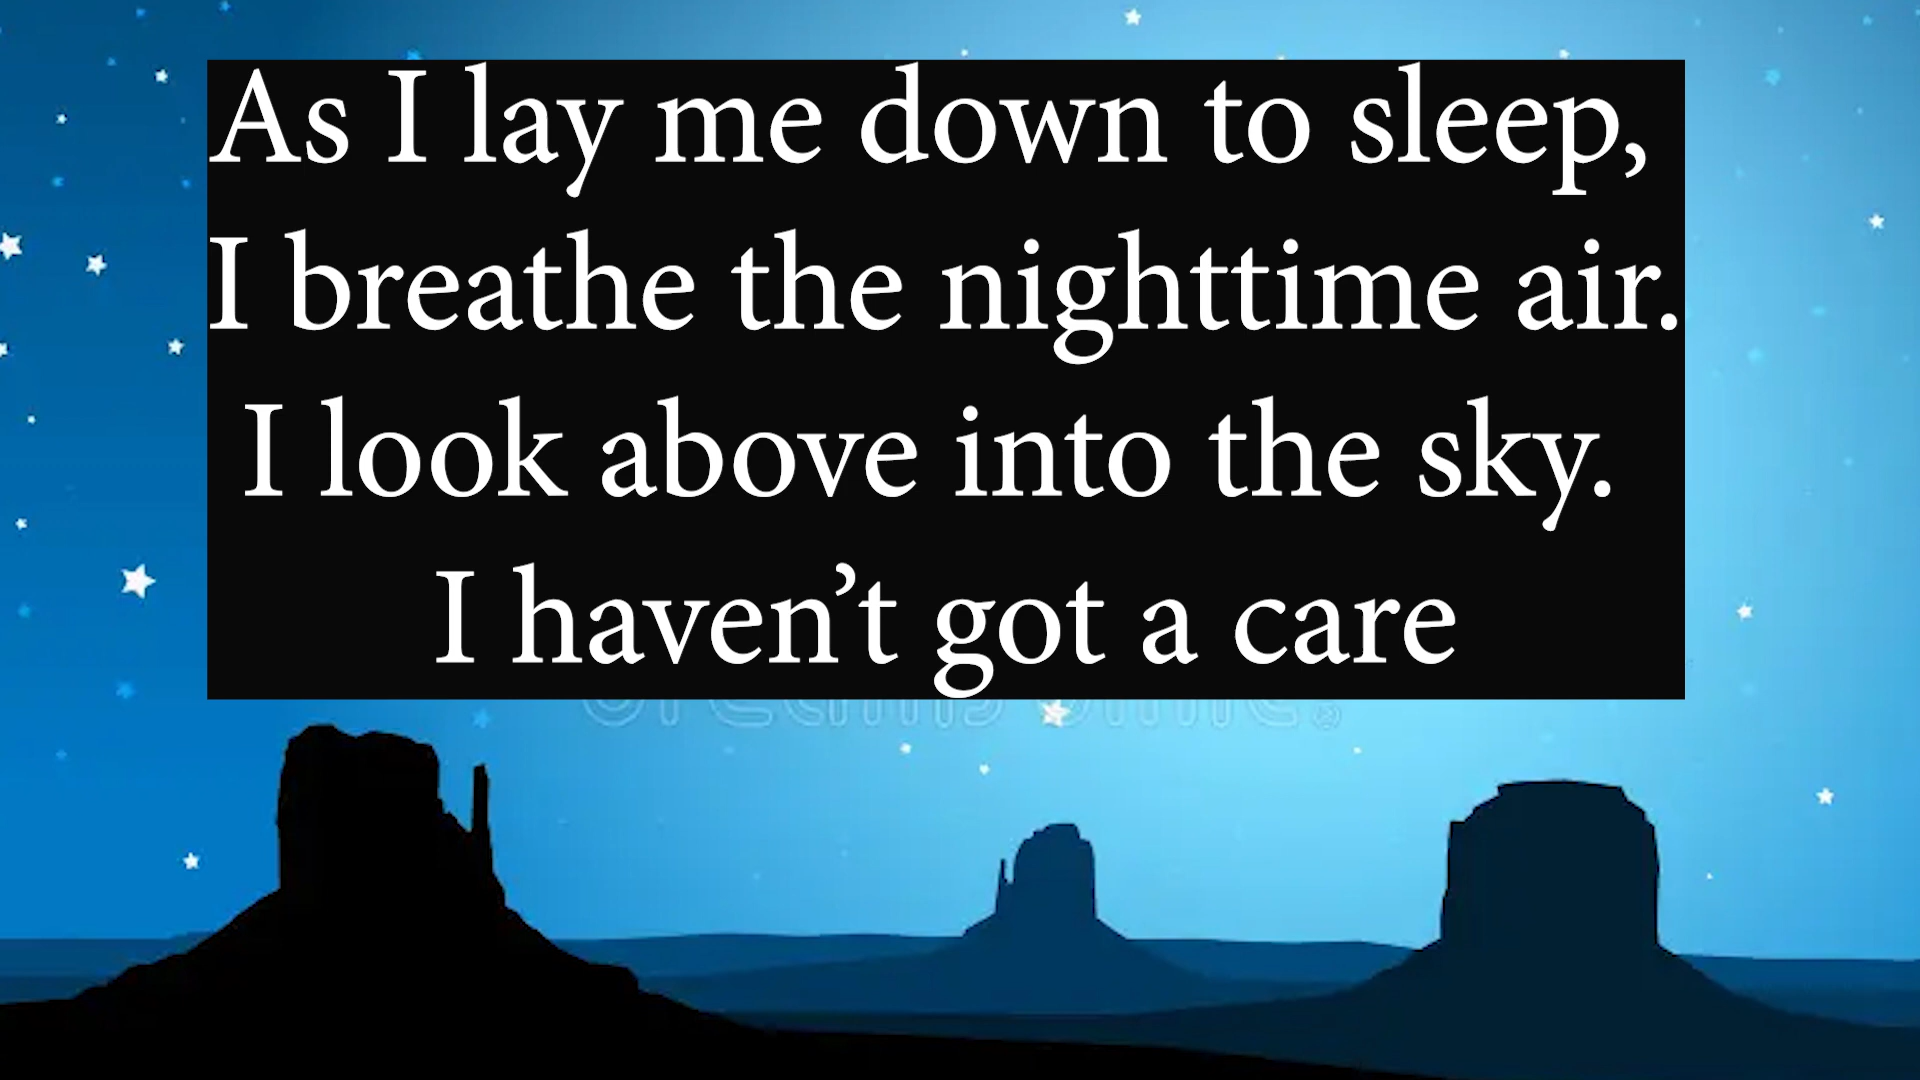 As I lay me down to sleep,
I breathe the nighttime air.
I look above into the sky.
I haven’t got a care